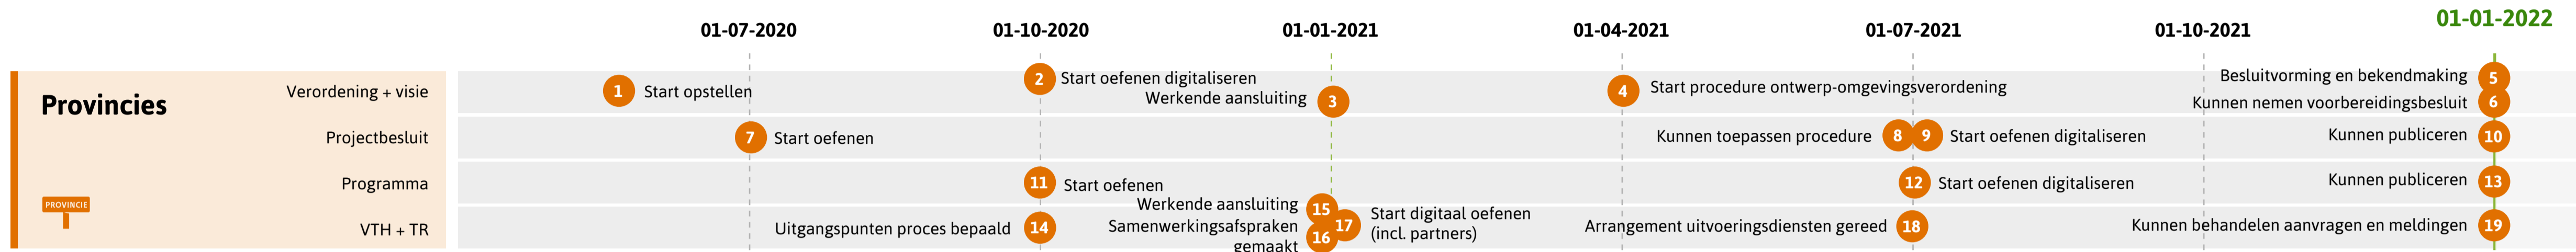 01-07-2020 01-10-2020 01-01-2021 01-04-2021 01-07-2021 01-10-2021 01-01-2022
Provincies
PROVINCIE
Verordening + visie
1 Start opstellen
2 Start oefenen digitaliseren
Werkende aansluiting 3
4 Start procedure ontwerp-omgevingsverordening
Besluitvorming en bekendmaking 5
Kunnen nemen voorbereidingsbesluit 6
Projectbesluit
7 Start oefenen
Kunnen toepassen procedure 8
9 Start oefenen digitaliseren
Kunnen publiceren 10
Programma
11 Start oefenen
12 Start oefenen digitaliseren
Kunnen publiceren 13
VTH + TR
Uitgangspunten proces bepaald 14
Werkende aansluiting 15
Samenwerkingsafspraken
gemaakt 16
17 Start digitaal oefenen
(incl. partners)
Arrangement uitvoeringsdiensten gereed 18
Kunnen behandelen aanvragen en meldingen 19